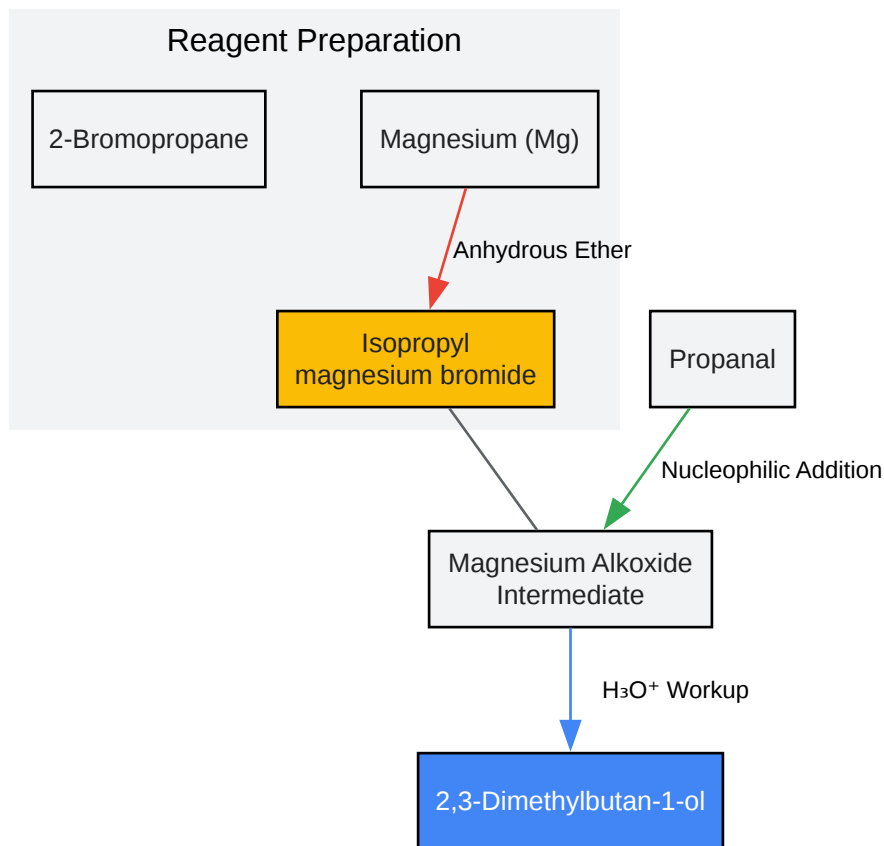 Reagent Preparation
2-Bromopropane
Magnesium (Mg)
Anhydrous Ether
Isopropyl
magnesium bromide
Propanal
Nucleophilic Addition
Magnesium Alkoxide
Intermediate
H₃O⁺ Workup
2,3-Dimethylbutan-1-ol